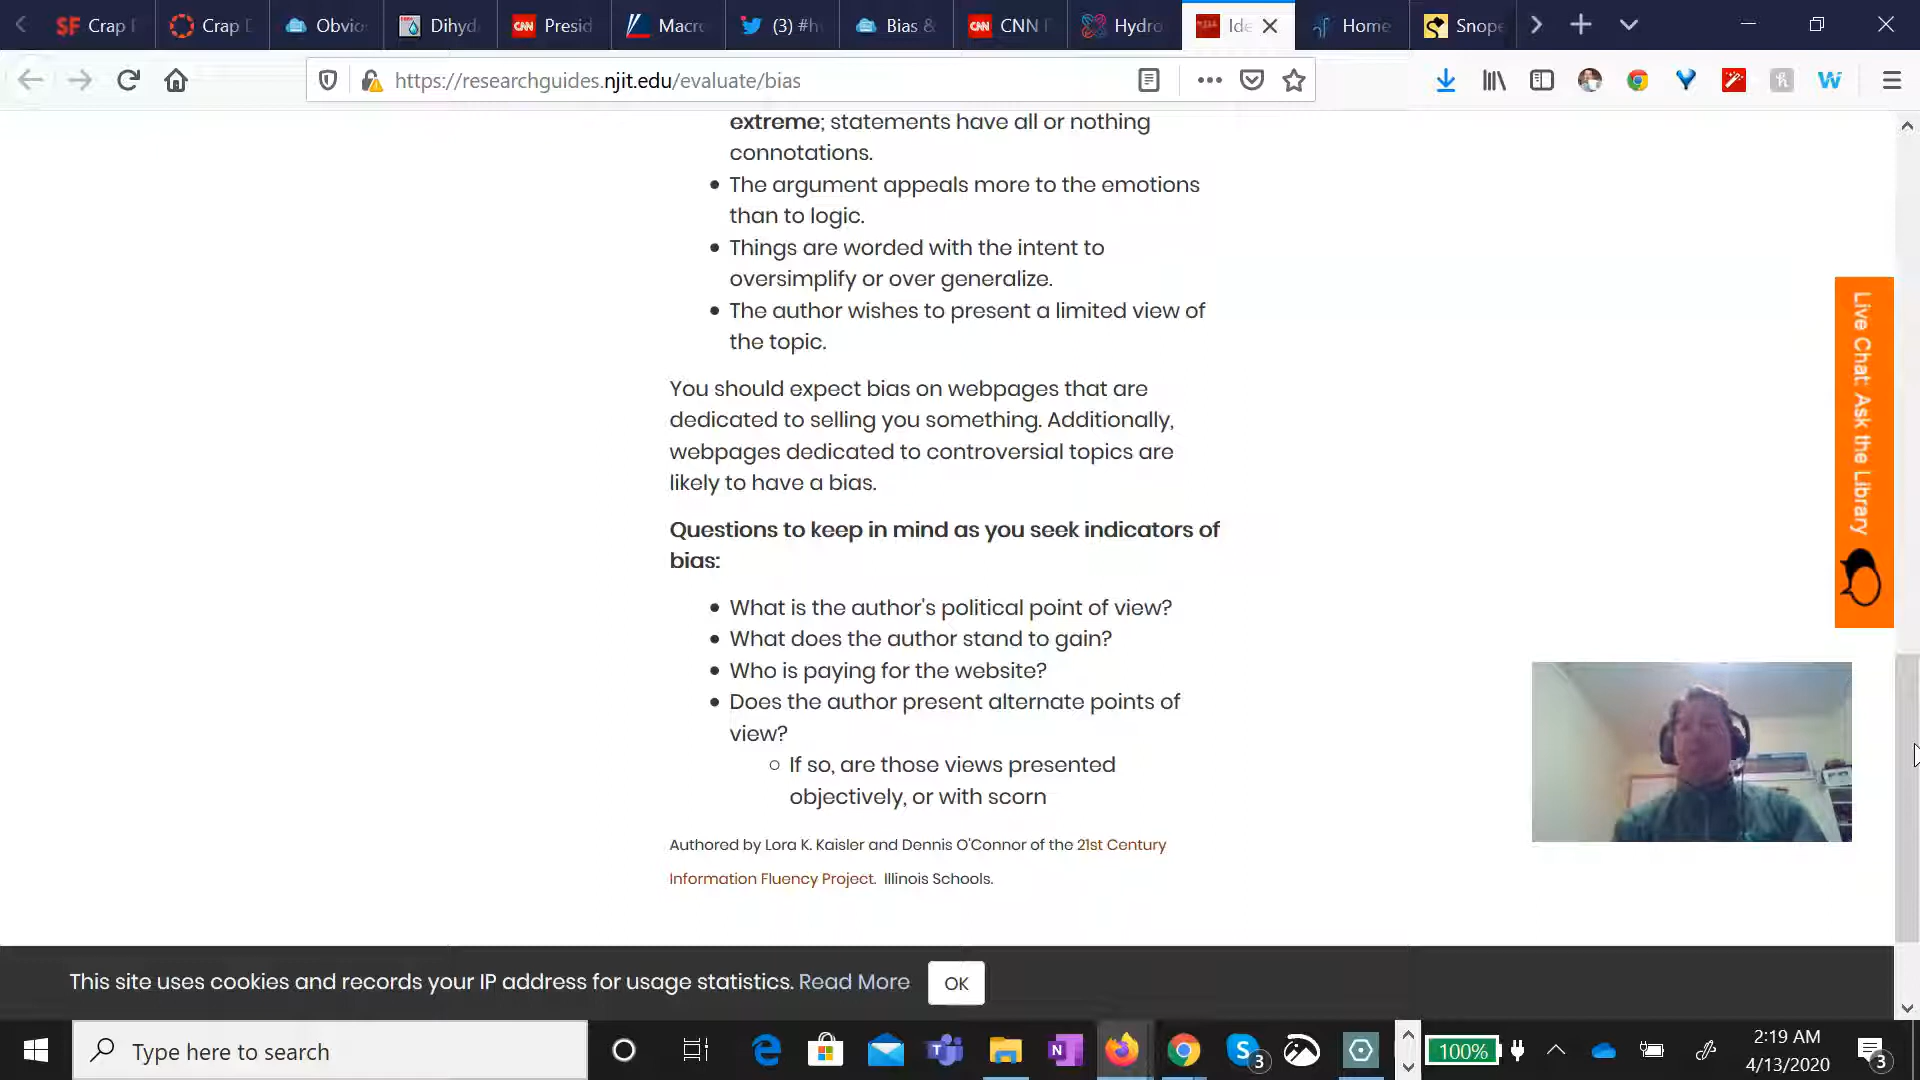 Crap
Crap
Obvio
Dihyd
Presid
Macro
(3) #h
Bias &
CNN
Hydro
Ide
Home
Snope
https://researchguides.njit.edu/evaluate/bias
extreme; statements have all or nothing
connotations.
The argument appeals more to the emotions
than to logic.
Things are worded with the intent to
oversimplify or over generalize.
The author wishes to present a limited view of
the topic.
You should expect bias on webpages that are
dedicated to selling you something. Additionally,
webpages dedicated to controversial topics are
likely to have a bias.
Questions to keep in mind as you seek indicators of
bias:
What is the author's political point of view?
What does the author stand to gain?
Who is paying for the website?
Does the author present alternate points of
view?
If so, are those views presented
objectively, or with scorn
Authored by Lora K. Kaisler and Dennis O'Connor of the 21st Century
Information Fluency Project. Illinois Schools.
Live Chat: Ask the Library
This site uses cookies and records your IP address for usage statistics. Read More OK
Type here to search
3
100%
2:19 AM
4/13/2020
3